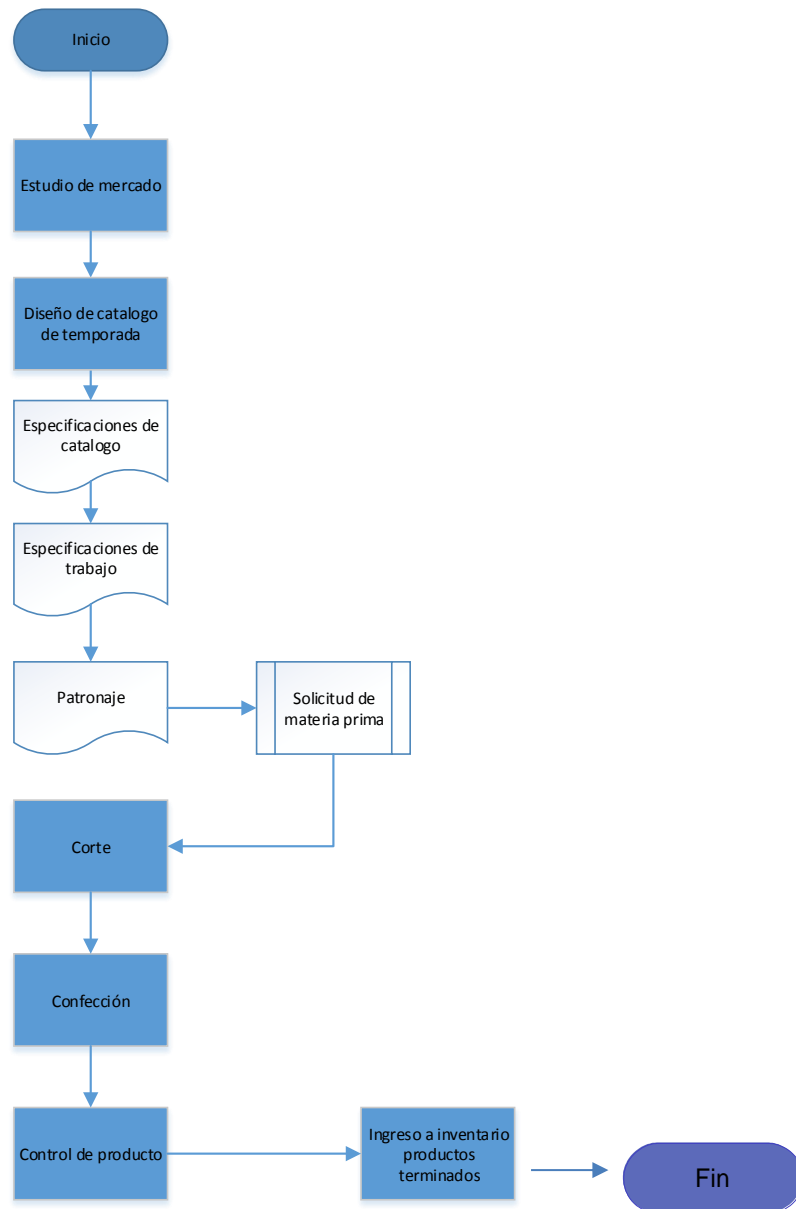 Inicio
Estudio de mercado
Diseño de catalogo
de temporada
Especificaciones de
catalogo
Especificaciones de
trabajo
Patronaje
Solicitud de
materia prima
Corte
Confección
Control de producto
Ingreso a inventario
productos
terminados
Fin